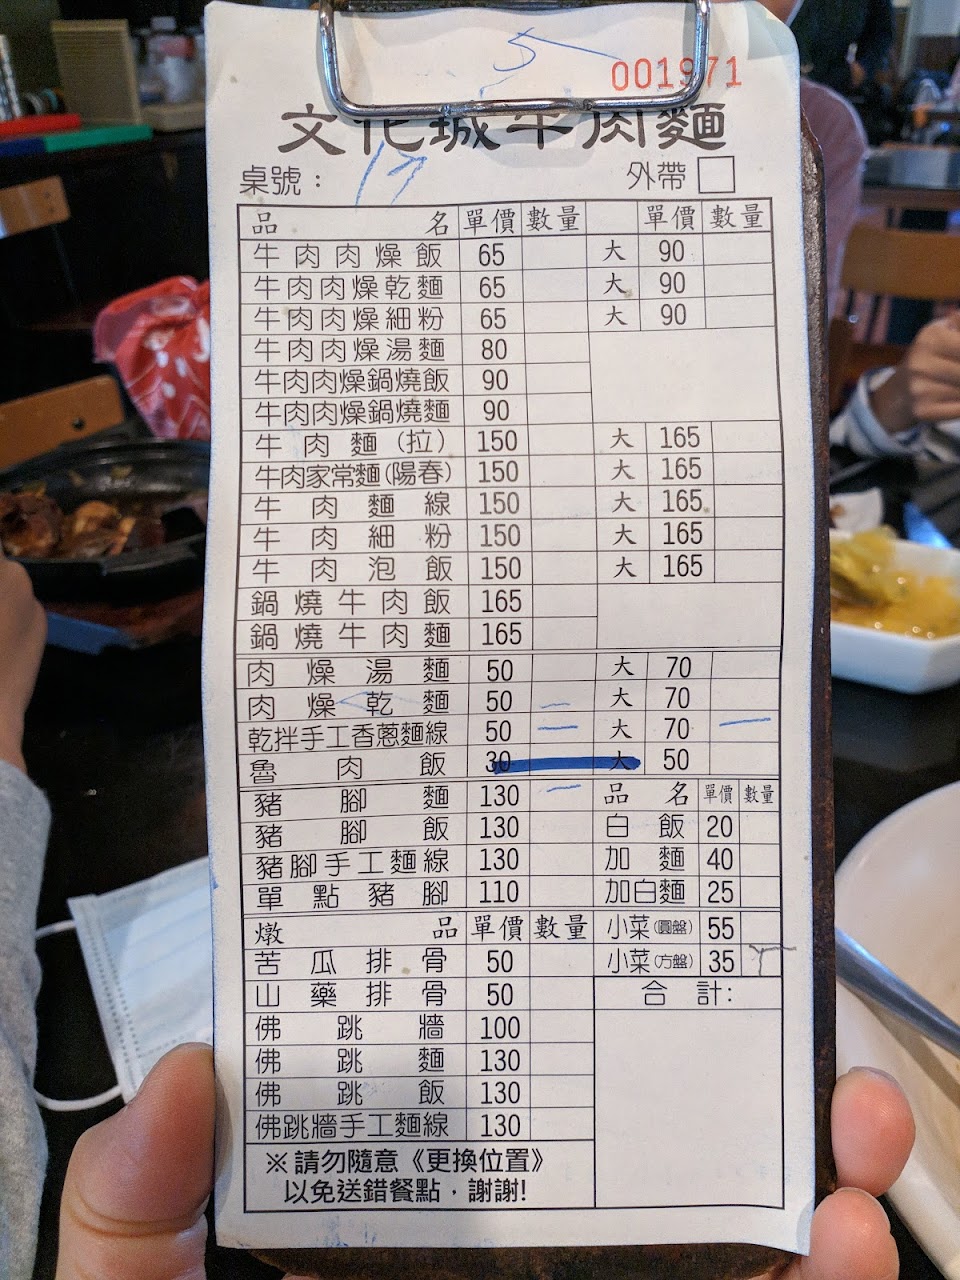 5
001971
文化城牛肉麵
桌號： 17 外帶
品名 單價 數量 單價 數量
牛肉肉燥飯 65 大 90
牛肉肉燥乾麵 65 大 90
牛肉肉燥細粉 65 大 90
牛肉肉燥湯麵 80
牛肉肉燥鍋燒飯 90
牛肉肉燥鍋燒麵 90
牛肉麵(拉) 150 大 165
牛肉家常麵(陽春) 150 大 165
牛肉麵線 150 大 165
牛肉細粉 150 大 165
牛肉泡飯 150 大 165
鍋燒牛肉飯 165
鍋燒牛肉麵 165
肉燥湯麵 50 大 70
肉燥乾麵 50 一 大 70
乾拌手工香蔥麵線 50 一 大 70 一
魯肉飯 30 大 50
豬腳麵 130 一 品名 單價 數量
豬腳飯 130 白飯 20
豬腳手工麵線 130 加麵 40
單點豬腳 110 加白麵 25
燉品 單價 數量 小菜(圓盤) 55
苦瓜排骨 50 小菜(方盤) 35
山藥排骨 50 合計:
佛跳牆 100
佛跳麵 130
佛跳飯 130
佛跳牆手工麵線 130
※請勿隨意《更換位置》
以免送錯餐點，謝謝!